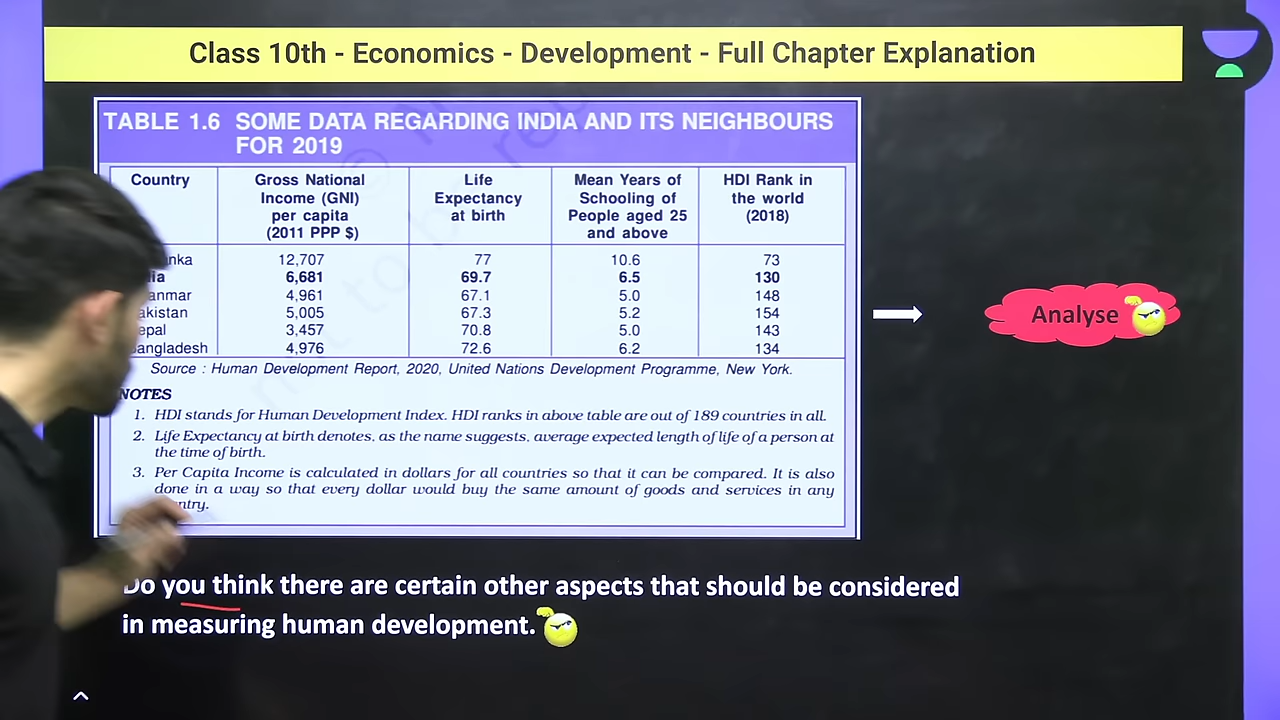 Class 10th - Economics - Development - Full Chapter Explanation
TABLE 1.6 SOME DATA REGARDING INDIA AND ITS NEIGHBOURS
FOR 2019
Country Gross National Life Mean Years of HDI Rank in
Income (GNI) Expectancy Schooling of the world
per capita at birth People aged 25 (2018)
(2011 PPP $) and above
12,707 77 10.6 73
6,681 69.7 6.5 130
4,961 67.1 5.0 148
5,005 67.3 5.2 154
3,457 70.8 5.0 143
4,976 72.6 6.2 134
Source : Human Development Report, 2020, United Nations Development Programme, New York.
NOTES
1. HDI stands for Human Development Index. HDI ranks in above table are out of 189 countries in all.
2. Life Expectancy at birth denotes, as the name suggests, average expected length of life of a person at
the time of birth.
3. Per Capita Income is calculated in dollars for all countries so that it can be compared. It is also
done in a way so that every dollar would buy the same amount of goods and services in any
Analyse
Do you think there are certain other aspects that should be considered
in measuring human development.